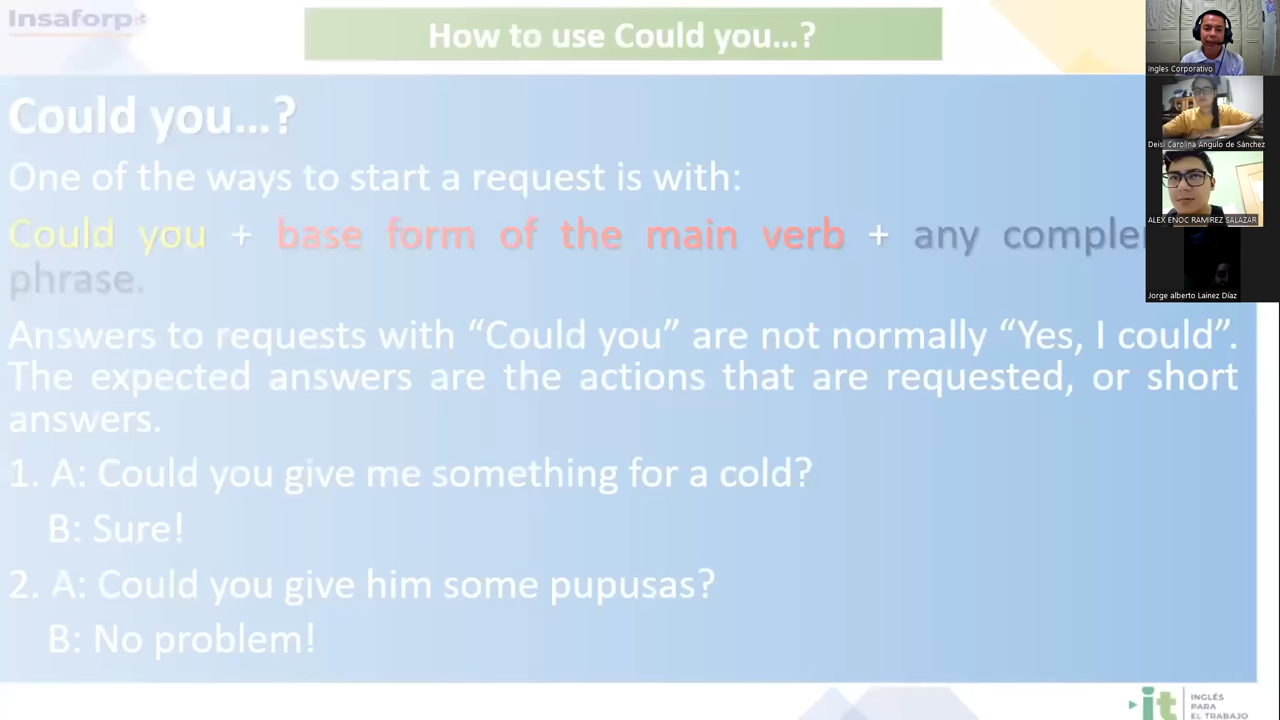 Insaforp
How to use Could you...?
Ingles Corporativo
Could you...?
Deisi Carolina Angulo de Sánchez
One of the ways to start a request is with:
ALEX ENOC RAMIREZ SALAZAR
Could you + base form of the main verb + any
phrase.
Jorge alberto Lainez Díaz
Answers to requests with “Could you” are not normally “Yes, I could”.
The expected answers are the actions that are requested, or short
answers.
1. A: Could you give me something for a cold?
B: Sure!
2. A: Could you give him some pupusas?
B: No problem!
it
INGLÉS
PARA
EL TRABAJO